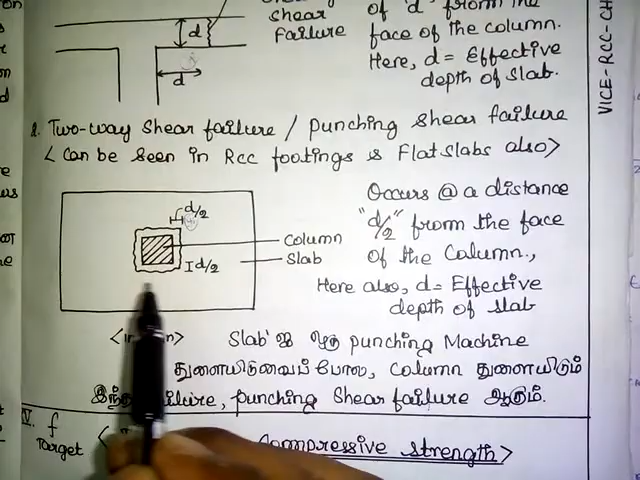 shear
of 'd' from the
failure
face of the column.
d
Here, d = Effective
depth of slab.
d
VICE-RCC-CH
2. Two-way Shear failure / punching shear failure
< can be seen in Rcc footings & Flat slabs also>
d/2
Occurs @ a distance
"d/2" from the face
Column
of the Column.,
d/2
Slab
Here also, d = Effective
depth of slab
Slab ஐ ஒரு punching Machine
துளையிடுவைப் போல, column துளையிடும்
இந்த failure, punching shear failure ஆகும்.
V. f
Target
Compressive strength>